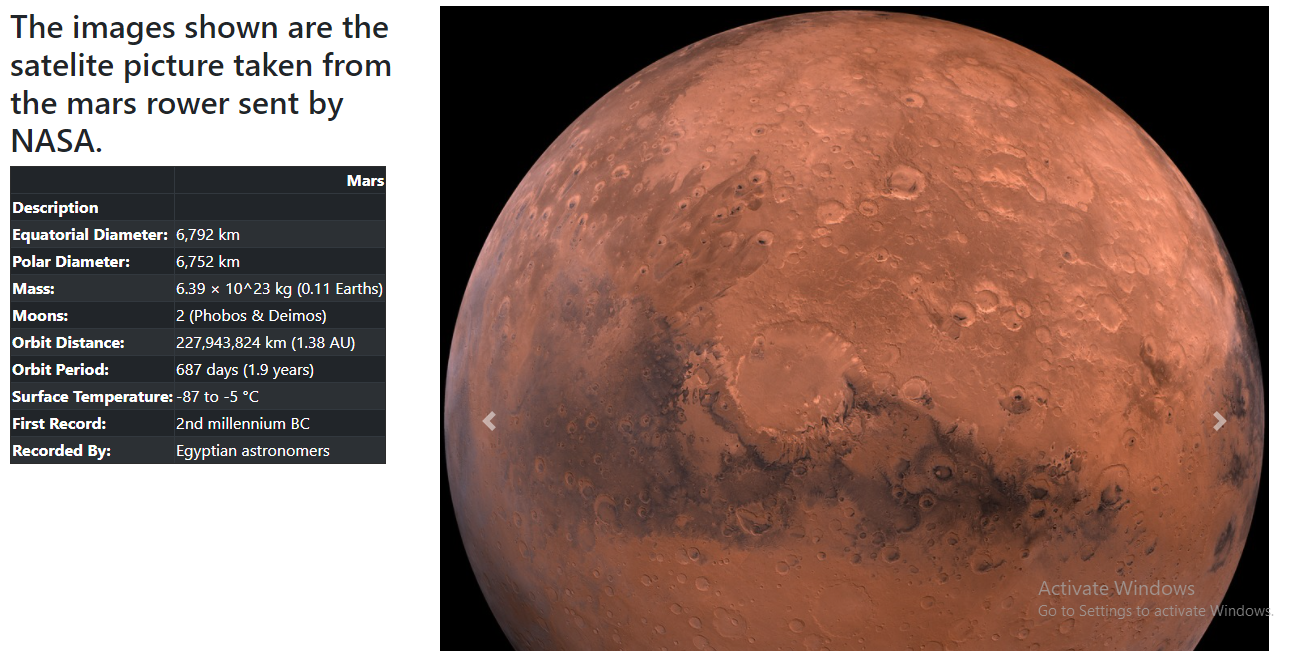 The images shown are the
satelite picture taken from
the mars rower sent by
NASA.
Mars
Description
Equatorial Diameter: 6,792 km
Polar Diameter: 6,752 km
Mass: 6.39 × 10^23 kg (0.11 Earths)
Moons: 2 (Phobos & Deimos)
Orbit Distance: 227,943,824 km (1.38 AU)
Orbit Period: 687 days (1.9 years)
Surface Temperature: -87 to -5 °C
First Record: 2nd millennium BC
Recorded By: Egyptian astronomers
Activate Windows
Go to Settings to activate Windows.